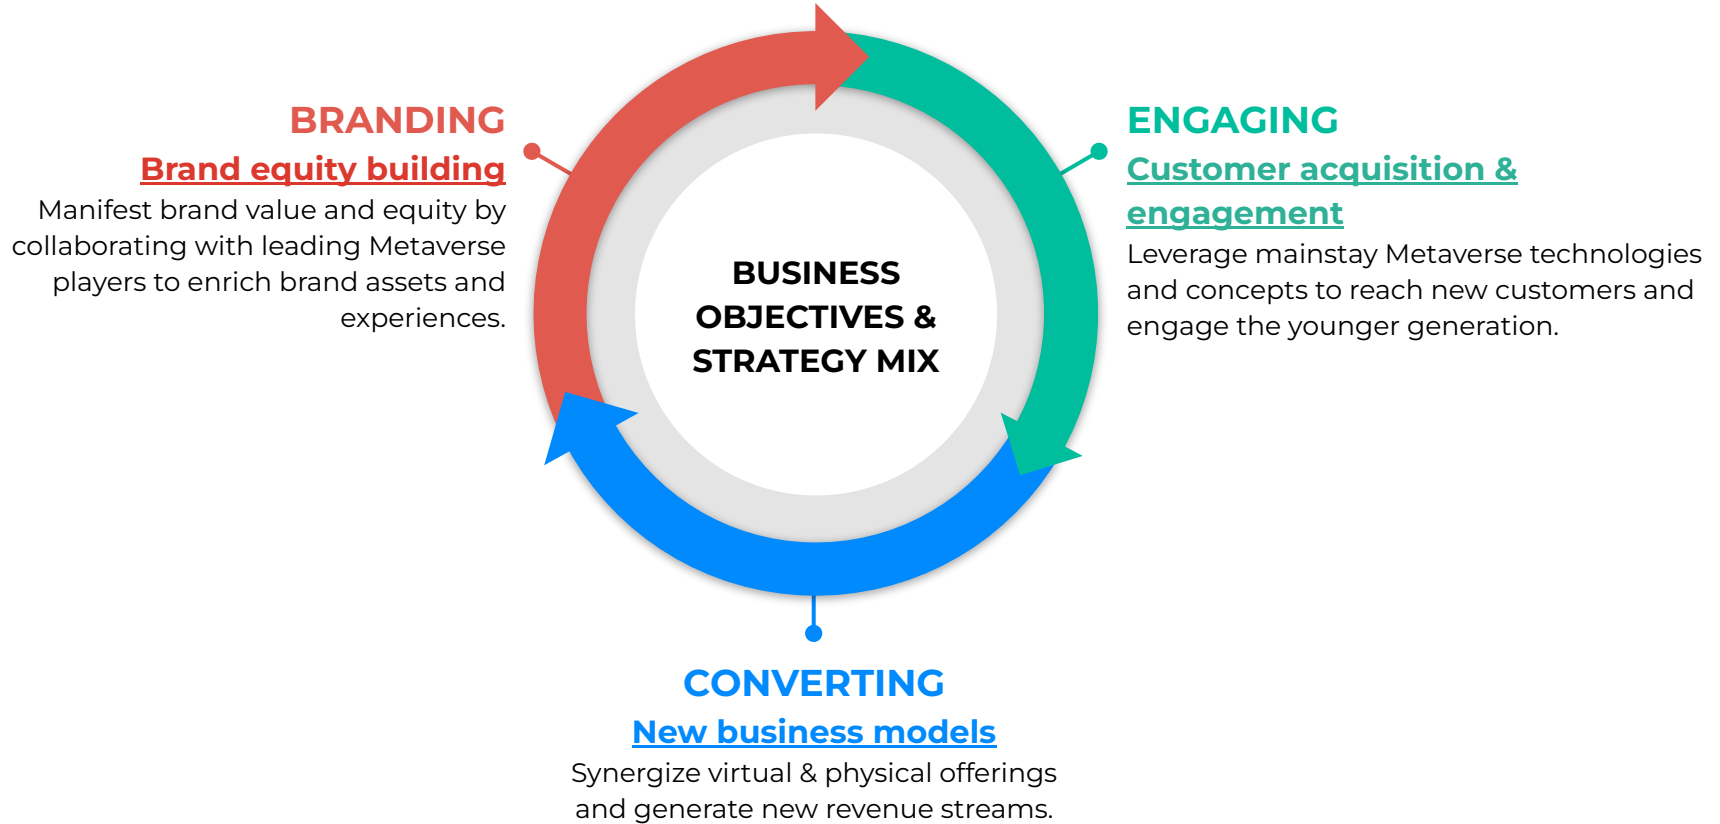 BRANDING
Brand equity building
Manifest brand value and equity by
collaborating with leading Metaverse
players to enrich brand assets and
experiences.
ENGAGING
Customer acquisition &
engagement
Leverage mainstay Metaverse technologies
and concepts to reach new customers and
engage the younger generation.
BUSINESS
OBJECTIVES &
STRATEGY MIX
CONVERTING
New business models
Synergize virtual & physical offerings
and generate new revenue streams.